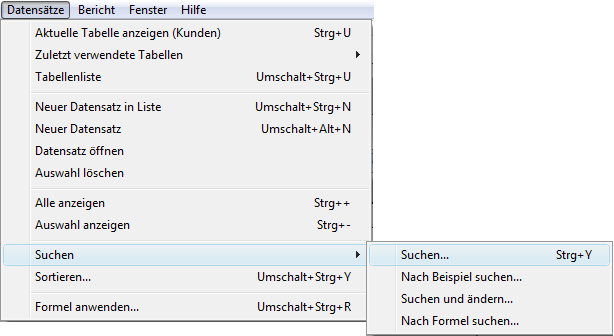 Datensätze Bericht Fenster Hilfe
Aktuelle Tabelle anzeigen (Kunden) Strg+U
Zuletzt verwendete Tabellen
Tabellenliste Umschalt+Strg+U
Neuer Datensatz in Liste Umschalt+Strg+N
Neuer Datensatz Umschalt+Alt+N
Datensatz öffnen
Auswahl löschen
Alle anzeigen Strg++
Auswahl anzeigen Strg+-
Suchen Suchen... Strg+Y
Sortieren... Umschalt+Strg+Y Nach Beispiel suchen...
Suchen und ändern...
Formel anwenden... Umschalt+Strg+R
Nach Formel suchen...